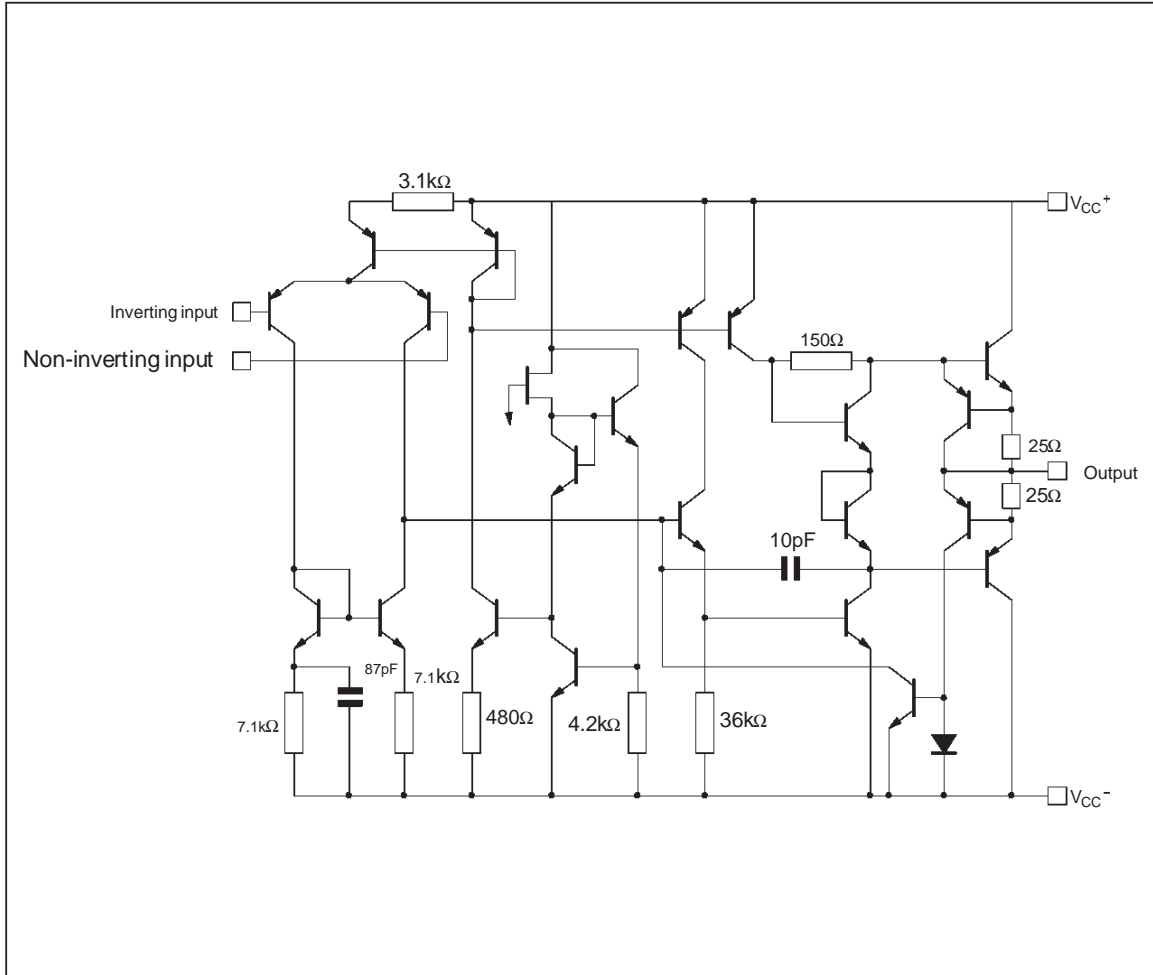 3.1kΩ
VCC+
Inverting input
Non-inverting input
150Ω
25Ω
Output
25Ω
10pF
87pF
7.1kΩ
7.1kΩ
480Ω
4.2kΩ
36kΩ
VCC-